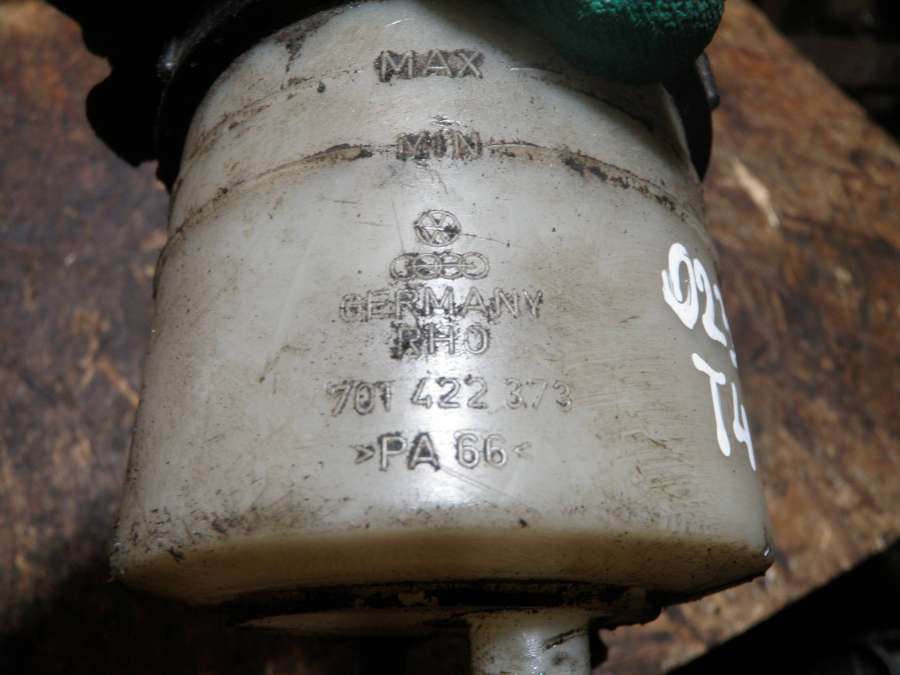 MAX
MIN
GERMANY
RHO
701 422 373
>PA 66<
T4